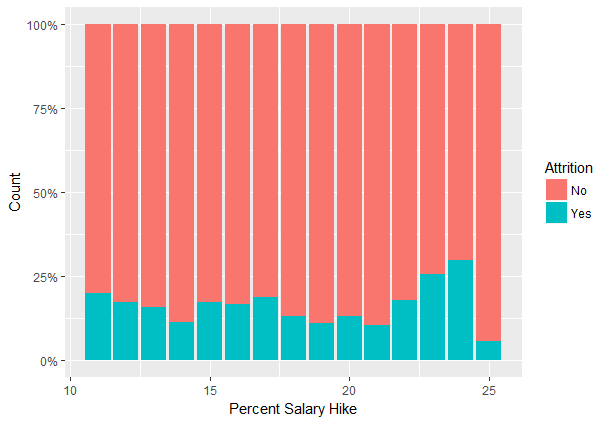 100%
75%
50%
25%
0%
Count
10 15 20 25
Percent Salary Hike
Attrition
No
Yes